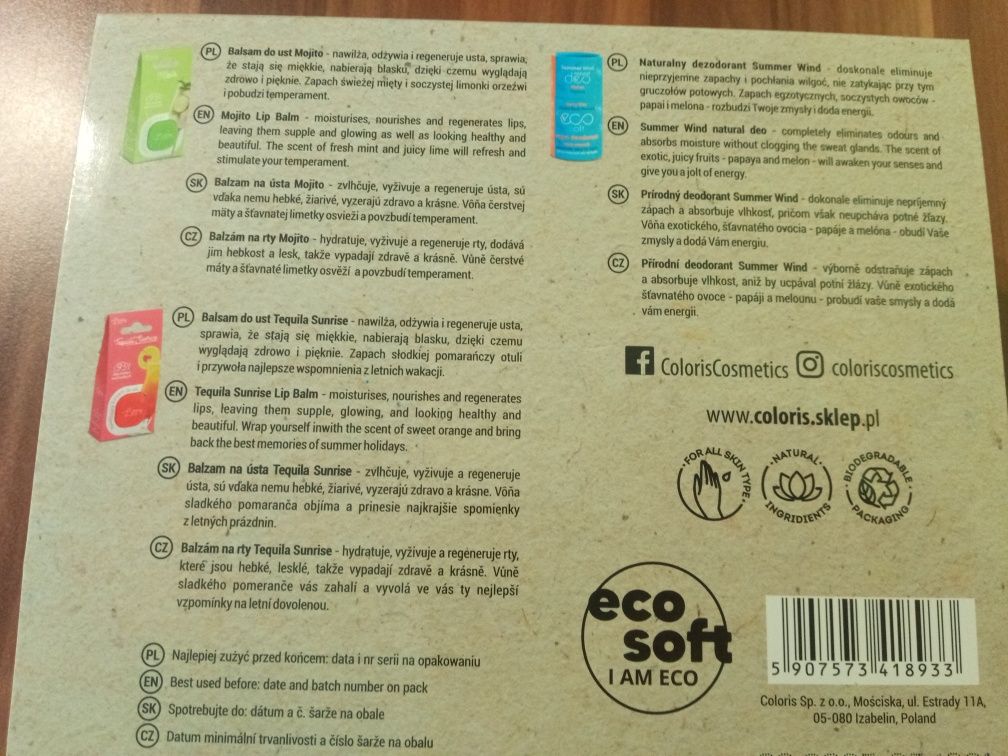 PL Balsam do ust Mojito - nawilża, odżywia i regeneruje usta, sprawia,
że stają się miękkie, nabierają blasku, dzięki czemu wyglądają
zdrowo i pięknie. Zapach świeżej mięty i soczystej limonki orzeźwi
i pobudzi temperament.
EN Mojito Lip Balm - moisturises, nourishes and regenerates lips,
leaving them supple and glowing as well as looking healthy and
beautiful. The scent of fresh mint and juicy lime will refresh and
stimulate your temperament.
SK Balzam na ústa Mojito - zvlhčuje, vyživuje a regeneruje ústa, sú
vďaka nemu hebké, žiarivé, vyzerajú zdravo a krásne. Vôňa čerstvej
mäty a šťavnatej limetky osvieži a povzbudí temperament.
CZ Balzám na rty Mojito - hydratuje, vyživuje a regeneruje rty, dodává
jim hebkost a lesk, takže vypadají zdravě a krásně. Vůně čerstvé
máty a šťavnaté limetky osvěží a povzbudí temperament.
PL Balsam do ust Tequila Sunrise - nawilża, odżywia i regeneruje usta,
sprawia, że stają się miękkie, nabierają blasku, dzięki czemu
wyglądają zdrowo i pięknie. Zapach słodkiej pomarańczy otuli
i przywoła najlepsze wspomnienia z letnich wakacji.
EN Tequila Sunrise Lip Balm - moisturises, nourishes and regenerates
lips, leaving them supple, glowing, and looking healthy and
beautiful. Wrap yourself inwith the scent of sweet orange and bring
back the best memories of summer holidays.
SK Balzam na ústa Tequila Sunrise - zvlhčuje, vyživuje a regeneruje
ústa, sú vďaka nemu hebké, žiarivé, vyzerajú zdravo a krásne. Vôňa
sladkého pomaranča objíma a prinesie najkrajšie spomienky
z letných prázdnin.
CZ Balzám na rty Tequila Sunrise - hydratuje, vyživuje a regeneruje rty,
které jsou hebké, lesklé, takže vypadají zdravě a krásně. Vůně
sladkého pomeranče vás zahalí a vyvolá ve vás ty nejlepší
vzpomínky na letní dovolenou.
PL Najlepiej zużyć przed końcem: data i nr serii na opakowaniu
EN Best used before: date and batch number on pack
SK Spotrebujte do: dátum a č. šarže na obale
CZ Datum minimální trvanlivosti a číslo šarže na obalu
Summer Wind
deo
eco
soft
PL Naturalny dezodorant Summer Wind - doskonale eliminuje
nieprzyjemne zapachy i pochłania wilgoć, nie zatykając przy tym
gruczołów potowych. Zapach egzotycznych, soczystych owoców -
papai i melona - rozbudzi Twoje zmysły i doda energii.
EN Summer Wind natural deo - completely eliminates odours and
absorbs moisture without clogging the sweat glands. The scent of
exotic, juicy fruits - papaya and melon - will awaken your senses and
give you a jolt of energy.
SK Prírodný deodorant Summer Wind - dokonale eliminuje nepríjemný
zápach a absorbuje vlhkosť, pričom však neupcháva potné žľazy.
Vôňa exotického, šťavnatého ovocia - papáje a melóna - obudí Vaše
zmysly a dodá Vám energiu.
CZ Přírodní deodorant Summer Wind - výborně odstraňuje zápach
a absorbuje vlhkost, aniž by ucpával potní žlázy. Vůně exotického
šťavnatého ovoce - papáji a melounu - probudí vaše smysly a dodá
vám energii.
ColorisCosmetics coloriscosmetics
www.coloris.sklep.pl
FOR ALL SKIN TYPE
NATURAL INGRIDIENTS
BIODEGRADABLE PACKAGING
eco
soft
I AM ECO
5 907573 418933
Coloris Sp. z o.o., Mościska, ul. Estrady 11A,
05-080 Izabelin, Poland